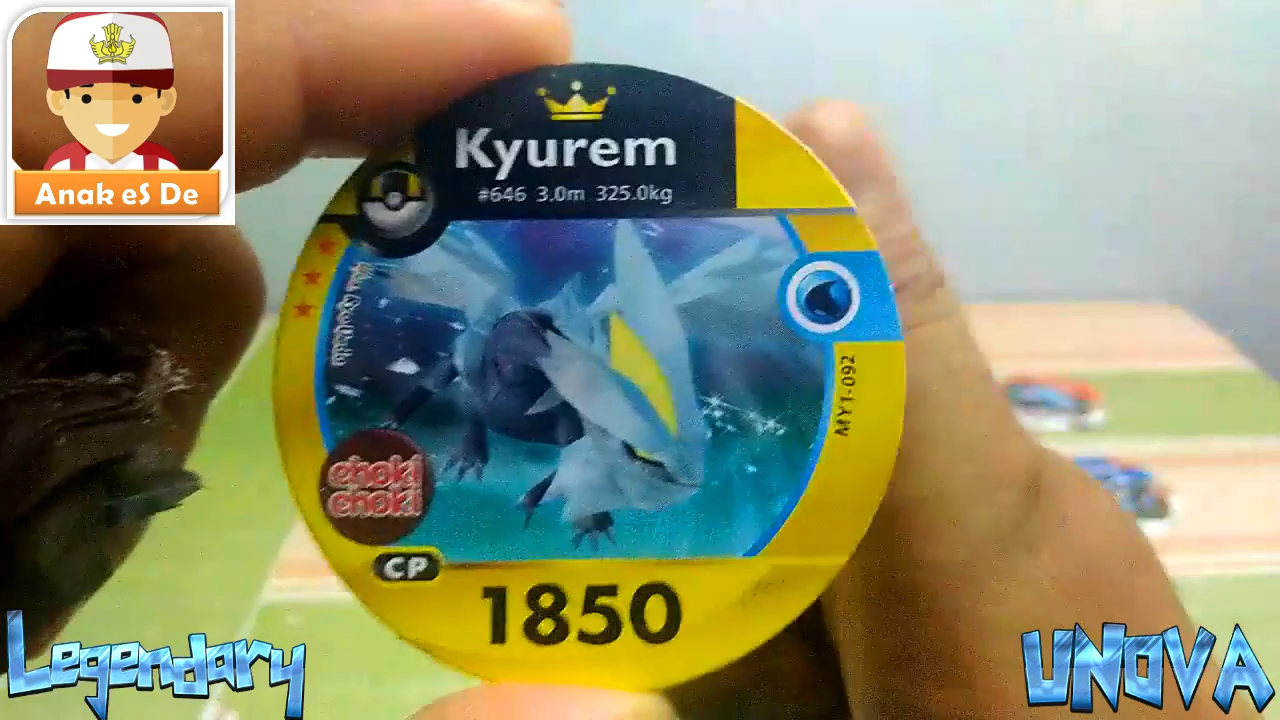 Anak eS De
Kyurem
#646 3.0m 325.0kg
MY1-092
choki
choki
CP
1850
Legendary
UNOVA